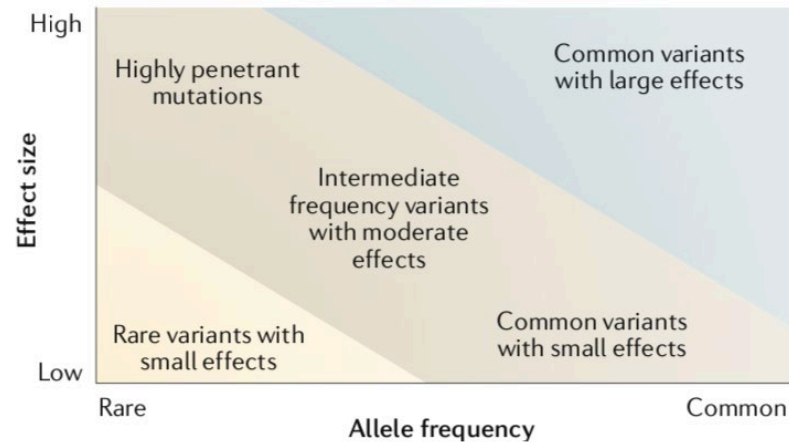 High
Highly penetrant
mutations
Common variants
with large effects
Effect size
Intermediate
frequency variants
with moderate
effects
Rare variants with
small effects
Common variants
with small effects
Low
Rare
Common
Allele frequency